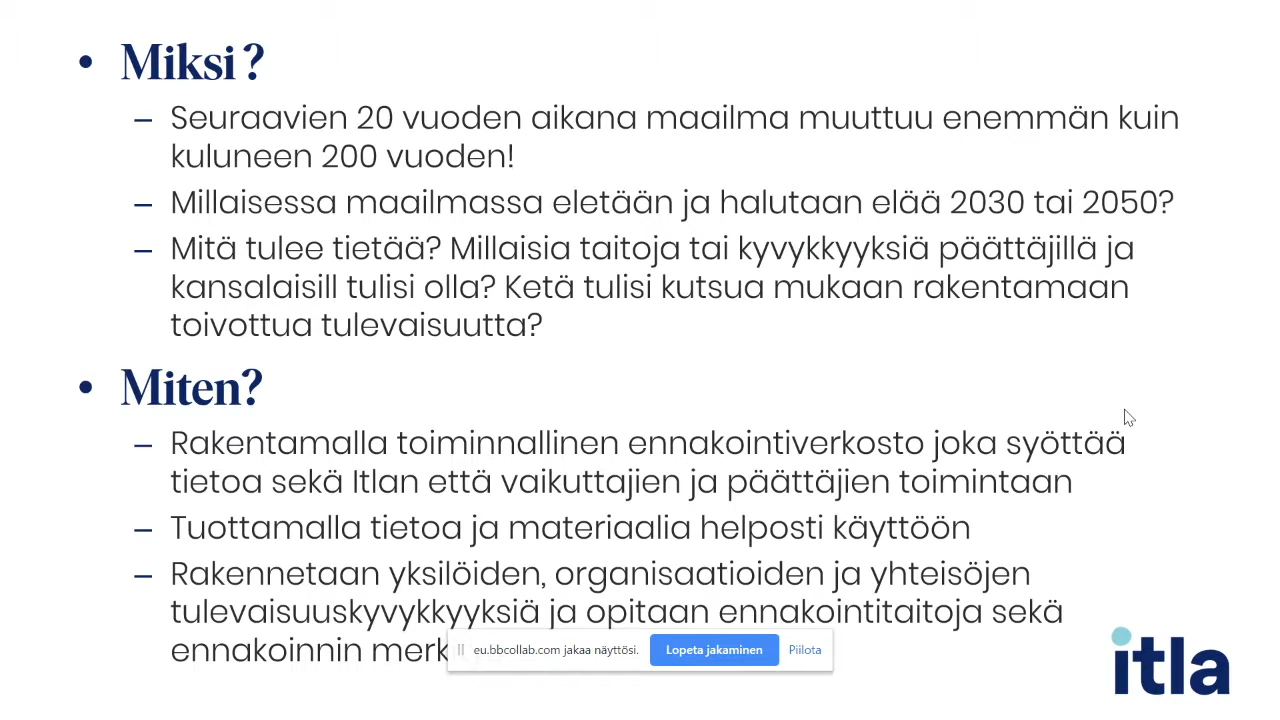 • Miksi?
– Seuraavien 20 vuoden aikana maailma muuttuu enemmän kuin
kuluneen 200 vuoden!
– Millaisessa maailmassa eletään ja halutaan elää 2030 tai 2050?
– Mitä tulee tietää? Millaisia taitoja tai kyvykkyyksiä päättäjillä ja
kansalaisill tulisi olla? Ketä tulisi kutsua mukaan rakentamaan
toivottua tulevaisuutta?
• Miten?
– Rakentamalla toiminnallinen ennakointiverkosto joka syöttää
tietoa sekä Itlan että vaikuttajien ja päättäjien toimintaan
– Tuottamalla tietoa ja materiaalia helposti käyttöön
– Rakennetaan yksilöiden, organisaatioiden ja yhteisöjen
tulevaisuuskyvykkyyksiä ja opitaan ennakointitaitoja sekä
ennakoinnin
eu.bbcollab.com jakaa näyttösi. Lopeta jakaminen Piilota
itla